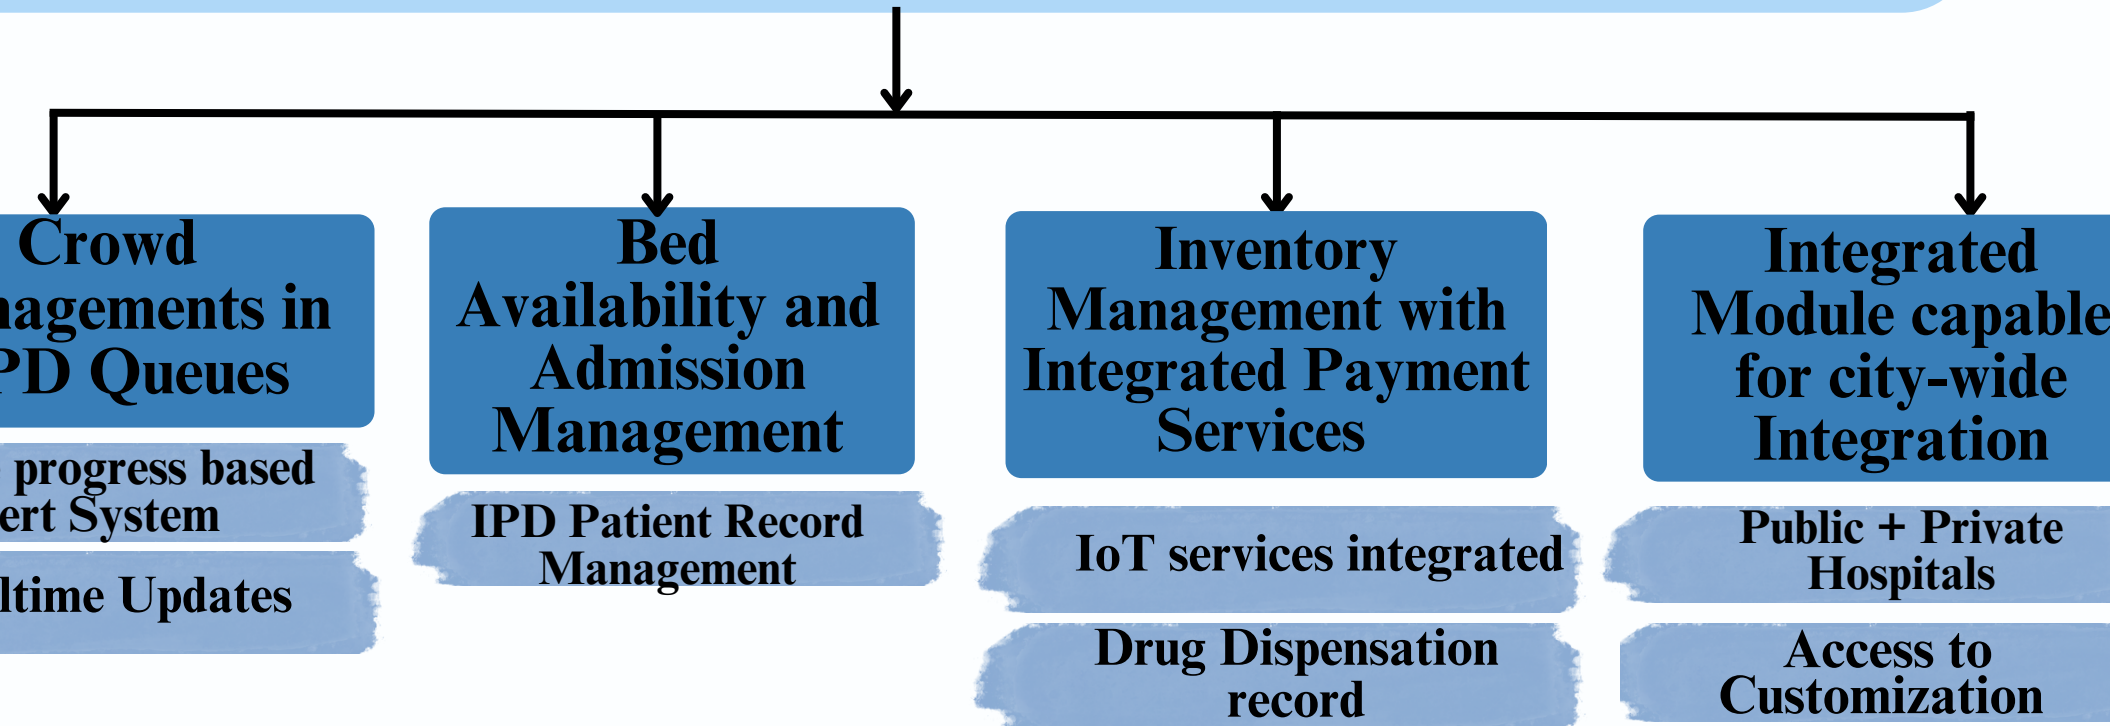 Crowd
nagements in
PD Queues
progress based
ert System
ltime Updates
Bed
Availability and
Admission
Management
IPD Patient Record
Management
Inventory
Management with
Integrated Payment
Services
IoT services integrated
Drug Dispensation
record
Integrated
Module capable
for city-wide
Integration
Public + Private
Hospitals
Access to
Customization